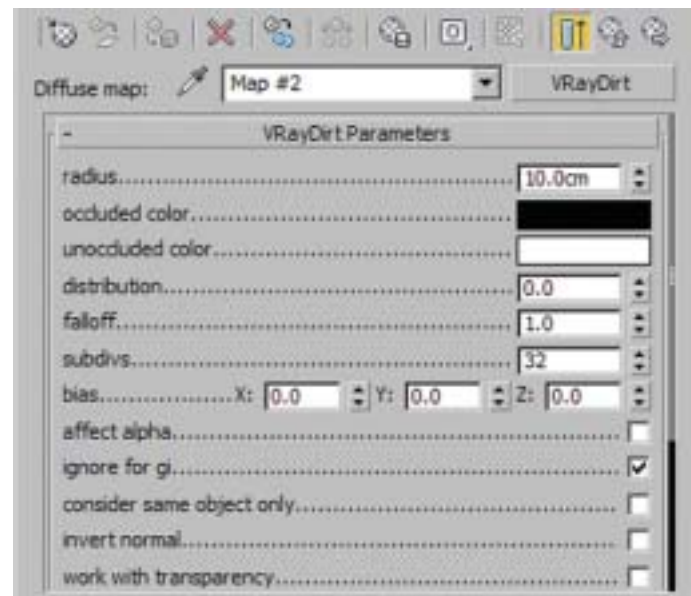 Diffuse map: Map #2 VRayDirt
- VRayDirt Parameters
radius.......................................................... 10.0cm
occluded color................................................
unoccluded color.............................................
distribution.................................................... 0.0
falloff............................................................ 1.0
subdivs......................................................... 32
bias...................X: 0.0 Y: 0.0 Z: 0.0
affect alpha....................................................................
ignore for gi....................................................................
consider same object only.................................................
invert normal..................................................................
work with transparency.....................................................